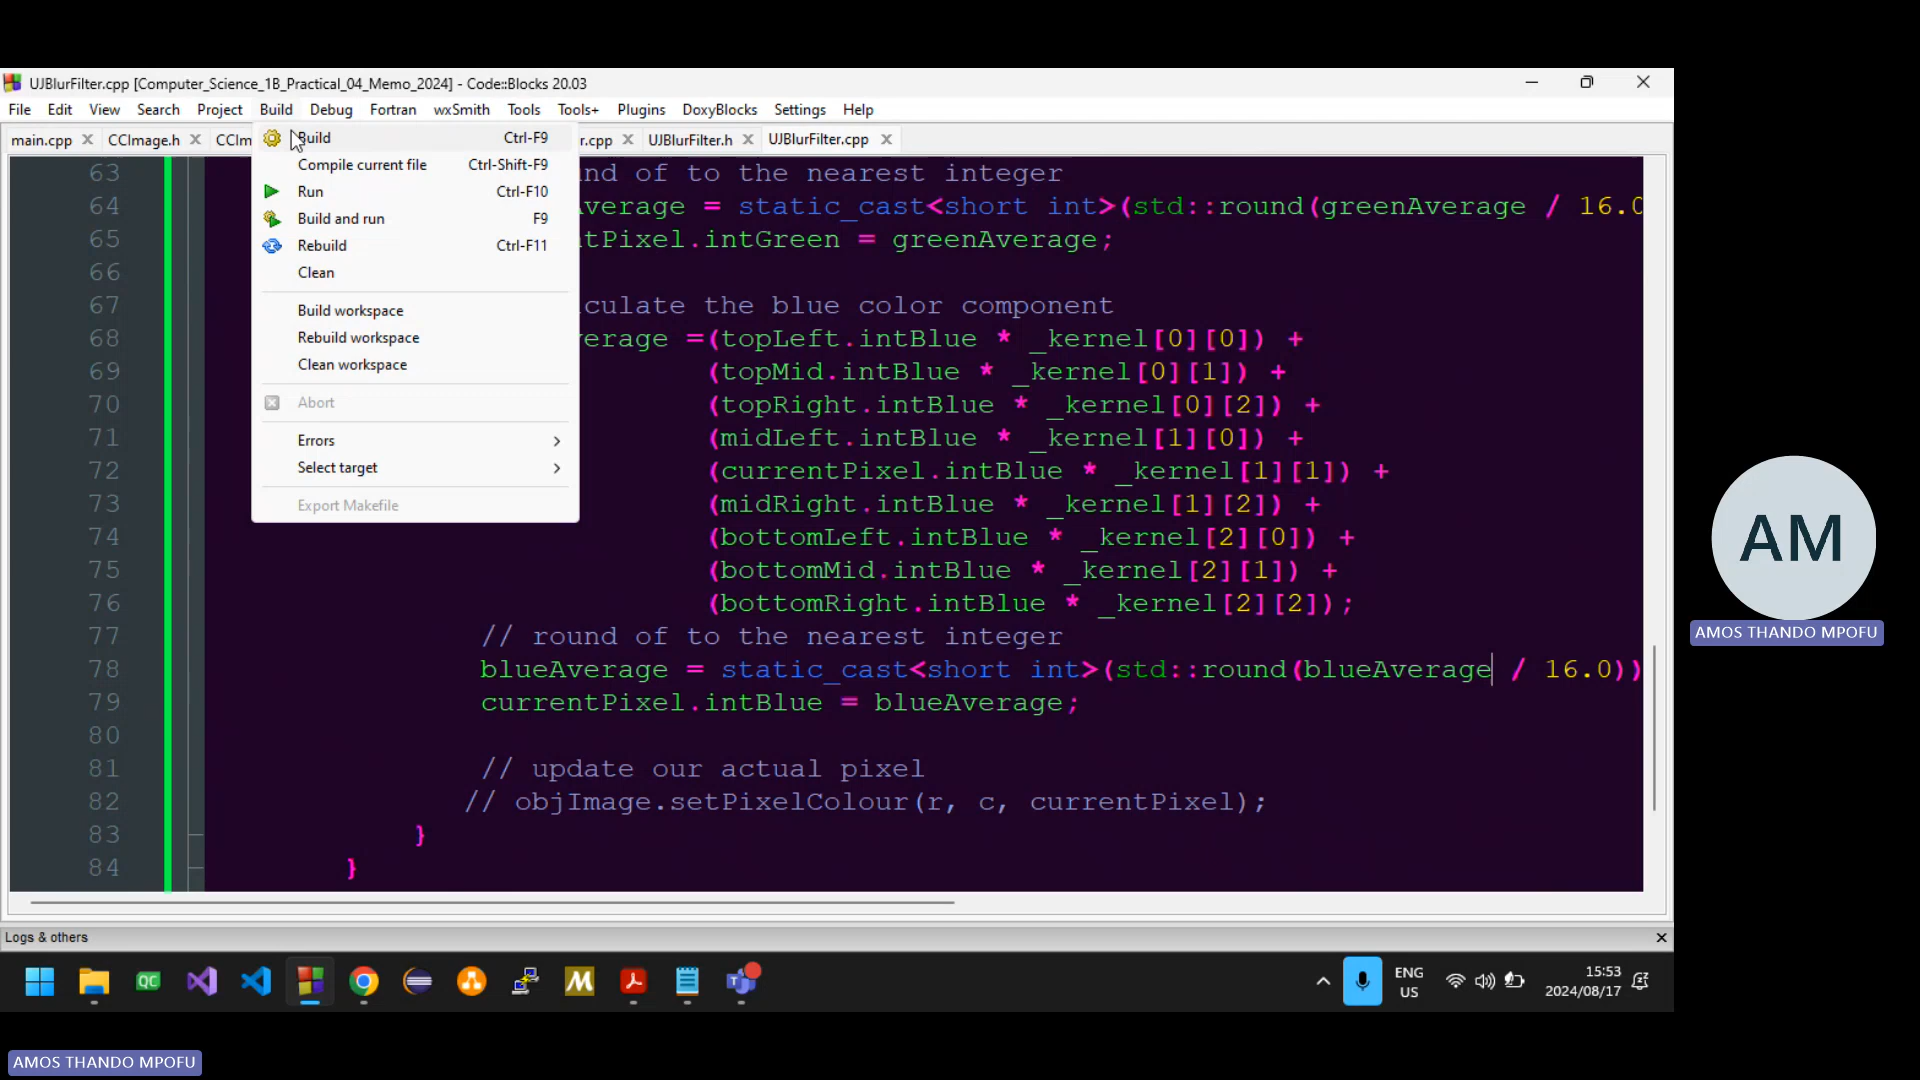 UJBlurFilter.cpp [Computer_Science_1B_Practical_04_Memo_2024] - Code::Blocks 20.03
File Edit View Search Project Build Debug Fortran wxSmith Tools Tools+ Plugins DoxyBlocks Settings Help
main.cpp CCImage.h CCIm r.cpp UJBlurFilter.h UJBlurFilter.cpp
Build Ctrl-F9
Compile current file Ctrl-Shift-F9
Run Ctrl-F10
Build and run F9
Rebuild Ctrl-F11
Clean
Build workspace
Rebuild workspace
Clean workspace
Abort
Errors
Select target
Export Makefile
63 nd of to the nearest integer
64 verage = static_cast<short int>(std::round(greenAverage / 16.0
65 tPixel.intGreen = greenAverage;
66
67 culate the blue color component
68 erage =(topLeft.intBlue * _kernel[0][0]) +
69 (topMid.intBlue * _kernel[0][1]) +
70 (topRight.intBlue * _kernel[0][2]) +
71 (midLeft.intBlue * _kernel[1][0]) +
72 (currentPixel.intBlue * _kernel[1][1]) +
73 (midRight.intBlue * _kernel[1][2]) +
74 (bottomLeft.intBlue * _kernel[2][0]) +
75 (bottomMid.intBlue * _kernel[2][1]) +
76 (bottomRight.intBlue * _kernel[2][2]);
77 // round of to the nearest integer
78 blueAverage = static_cast<short int>(std::round(blueAverage / 16.0))
79 currentPixel.intBlue = blueAverage;
80
81 // update our actual pixel
82 // objImage.setPixelColour(r, c, currentPixel);
83 }
84 }
Logs & others
QC
ENG
US
15:53
2024/08/17
AM
AMOS THANDO MPOFU
AMOS THANDO MPOFU